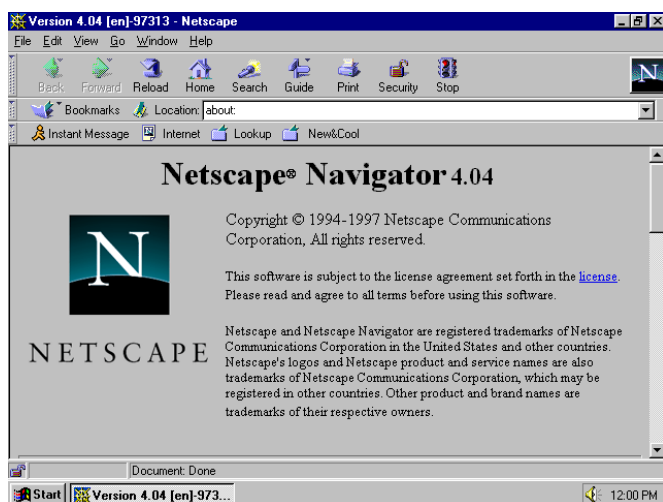 Version 4.04 [en]-97313 - Netscape
File Edit View Go Window Help
Back Forward Reload Home Search Guide Print Security Stop
N
Bookmarks Location: about:
Instant Message Internet Lookup New&Cool
Netscape® Navigator 4.04
N
NETSCAPE
Copyright © 1994-1997 Netscape Communications
Corporation, All rights reserved.
This software is subject to the license agreement set forth in the license.
Please read and agree to all terms before using this software.
Netscape and Netscape Navigator are registered trademarks of Netscape
Communications Corporation in the United States and other countries.
Netscape's logos and Netscape product and service names are also
trademarks of Netscape Communications Corporation, which may be
registered in other countries. Other product and brand names are
trademarks of their respective owners.
Document: Done
Start Version 4.04 [en]-973... 12:00 PM